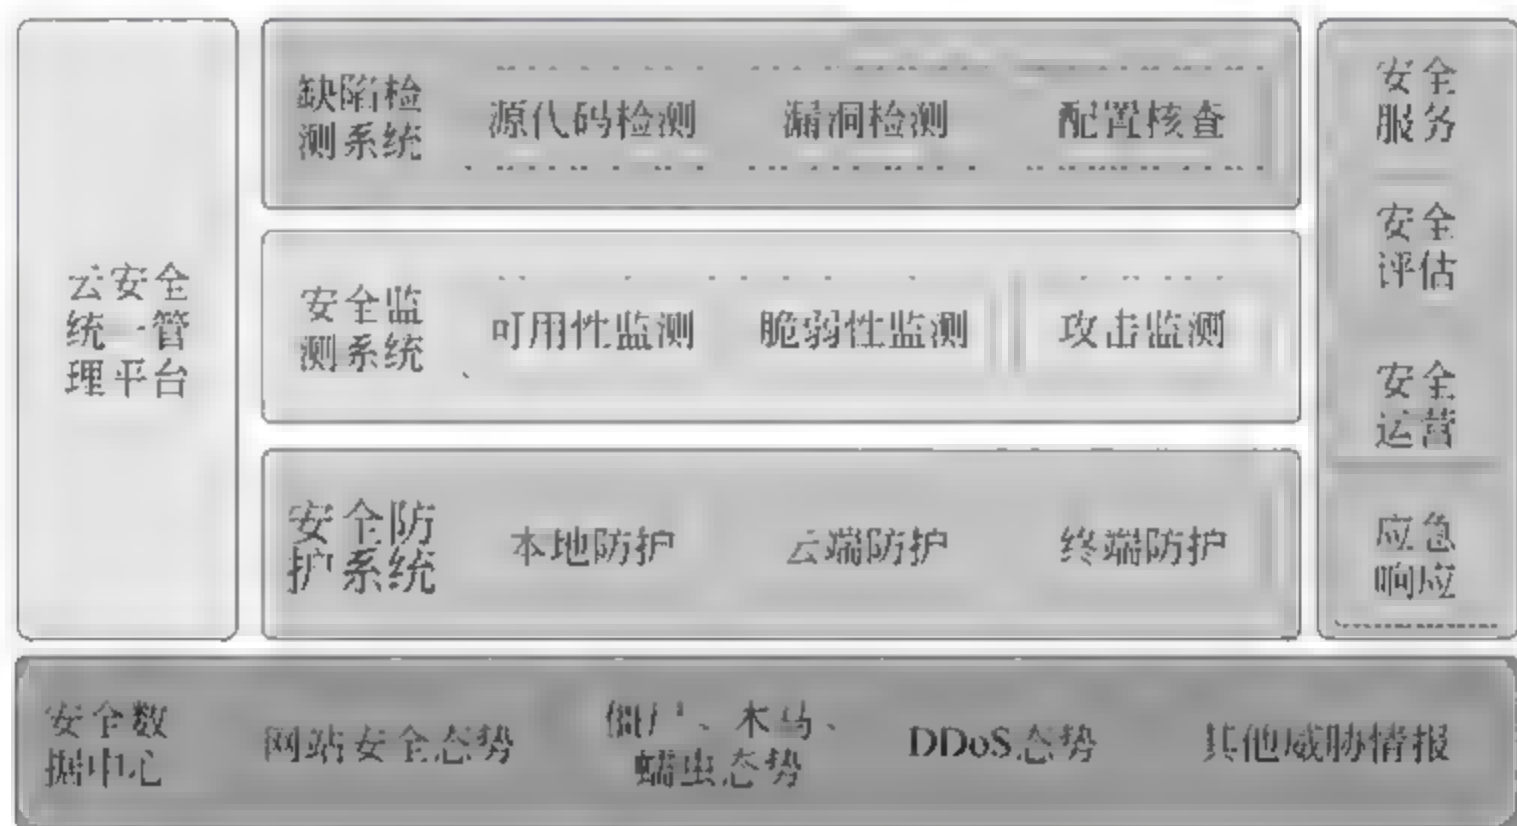 云安全
统一管
理平台
缺陷检
测系统
源代码检测
漏洞检测
配置核查
安全监
测系统
可用性监测
脆弱性监测
攻击监测
安全防
护系统
本地防护
云端防护
终端防护
安全
服务
安全
评估
安全
运营
应急
响应
安全数
据中心
网站安全态势
僵尸、木马、
蠕虫态势
DDoS态势
其他威胁情报